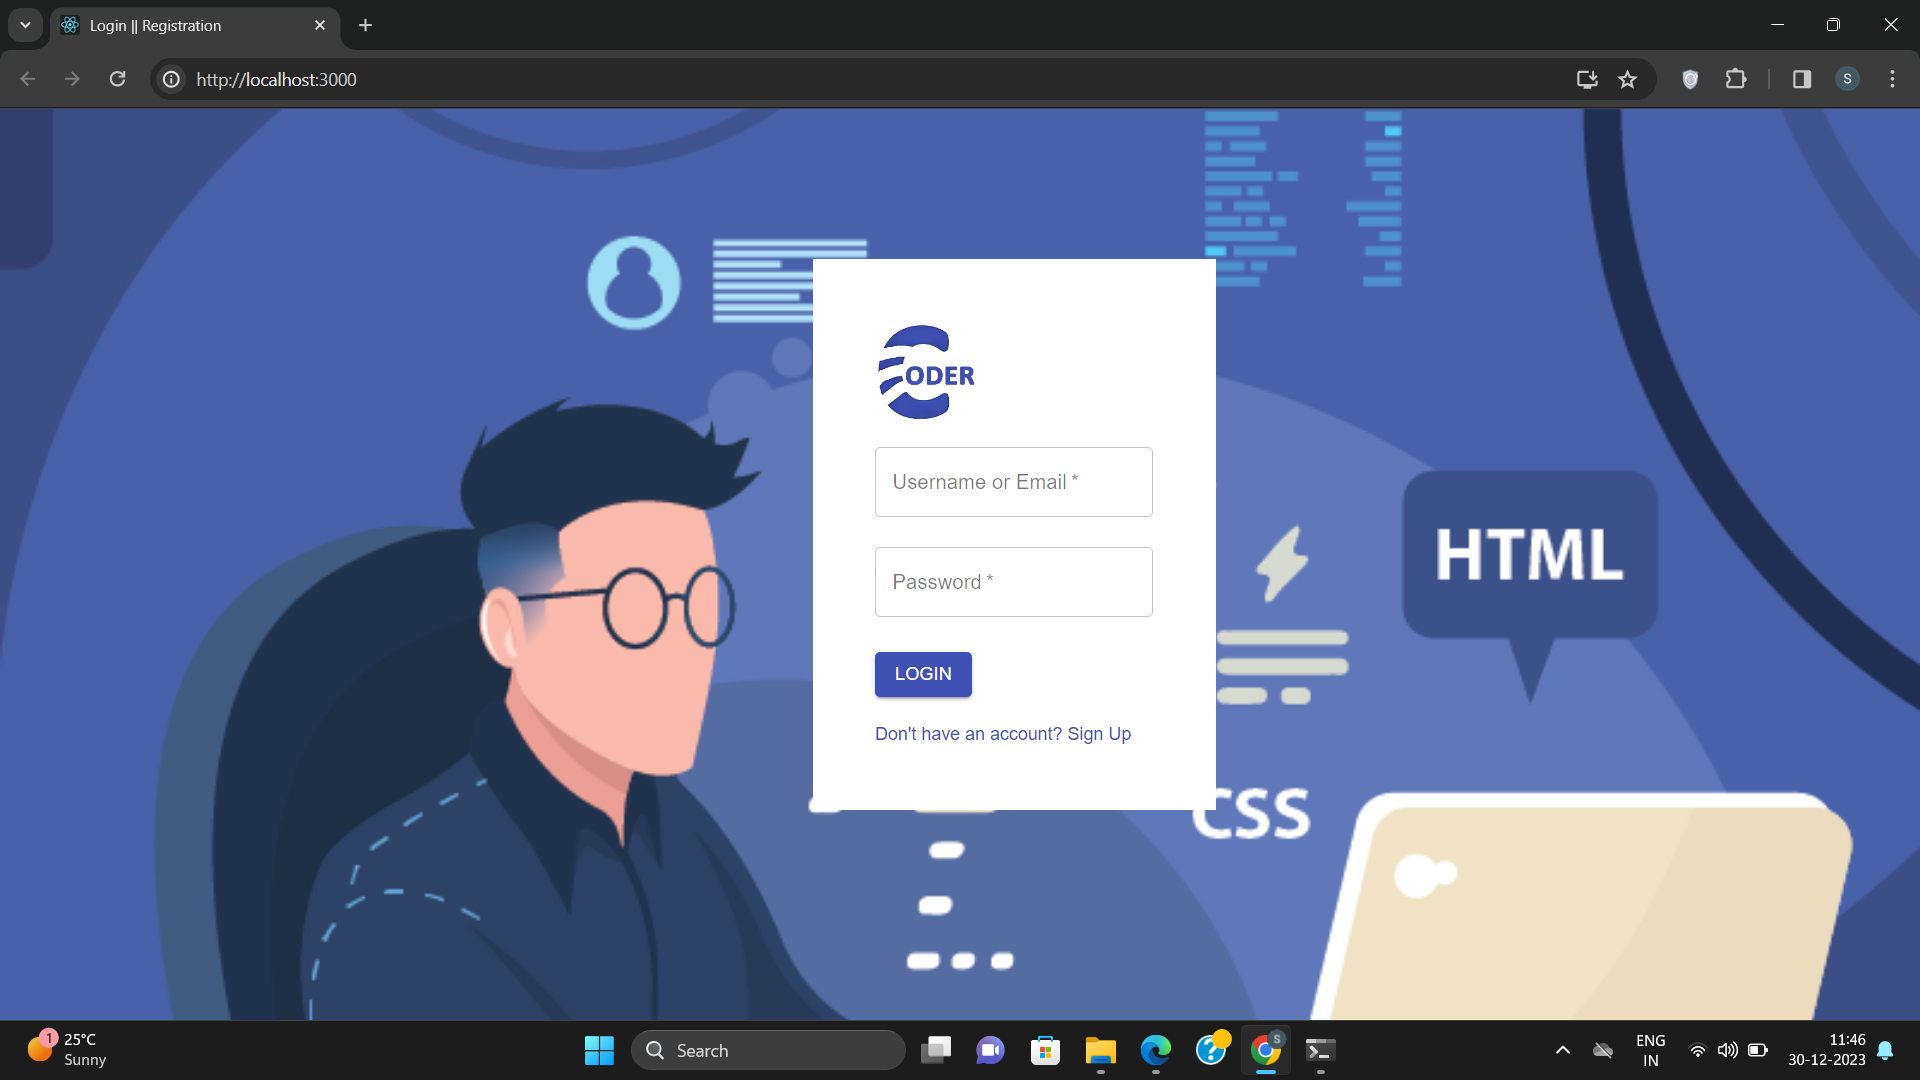 Login || Registration
http://localhost:3000
S
ODER
Username or Email *
HTML
Password *
LOGIN
Don't have an account? Sign Up
CSS
1
25°C
Sunny
Search
S
ENG
IN
11:46
30-12-2023